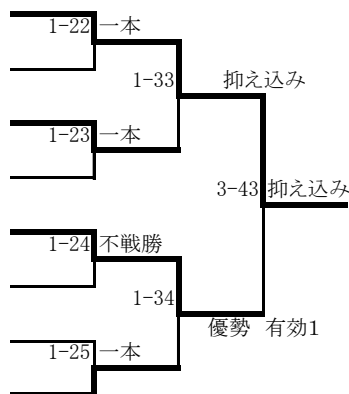 1-22 一本
1-33 抑え込み
1-23 一本
3-43 抑え込み
1-24 不戦勝
1-34
優勢 有効1
1-25 一本